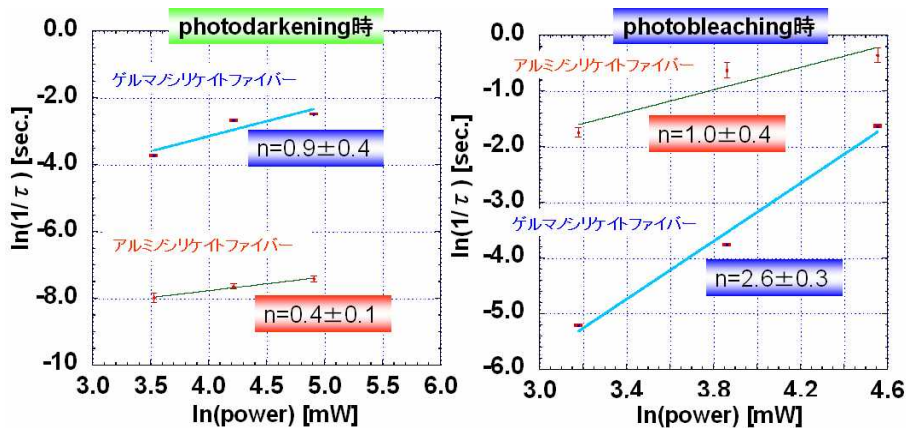 photodarkening時
0.0
-2.0
-4.0
-6.0
-8.0
-10
ln(1/τ) [sec.]
ゲルマノシリケイトファイバー
n=0.9±0.4
アルミノシリケイトファイバー
n=0.4±0.1
3.0 3.5 4.0 4.5 5.0 5.5 6.0
ln(power) [mW]
photobleaching時
0.0
-1.0
-2.0
-3.0
-4.0
-5.0
-6.0
ln(1/τ) [sec.]
アルミノシリケイトファイバー
n=1.0±0.4
ゲルマノシリケイトファイバー
n=2.6±0.3
3.0 3.4 3.8 4.2 4.6
ln(power) [mW]